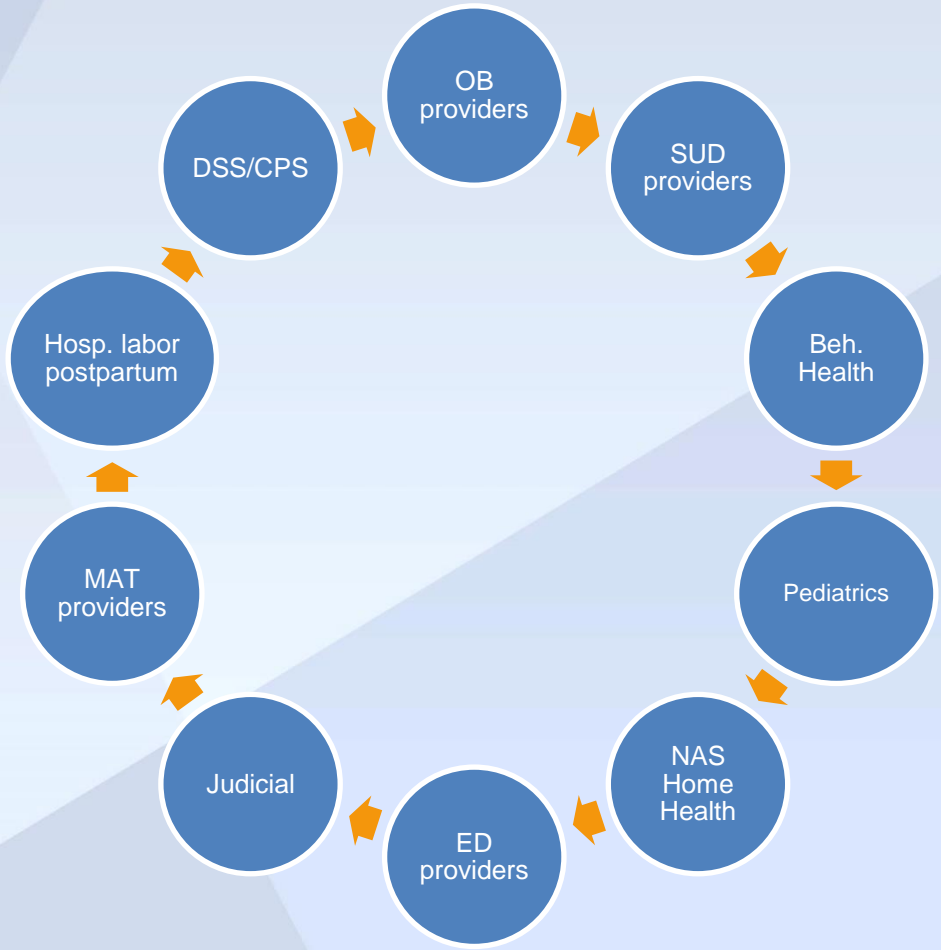 OB
providers
SUD
providers
Beh.
Health
Pediatrics
NAS
Home
Health
ED
providers
Judicial
MAT
providers
Hosp. labor
postpartum
DSS/CPS